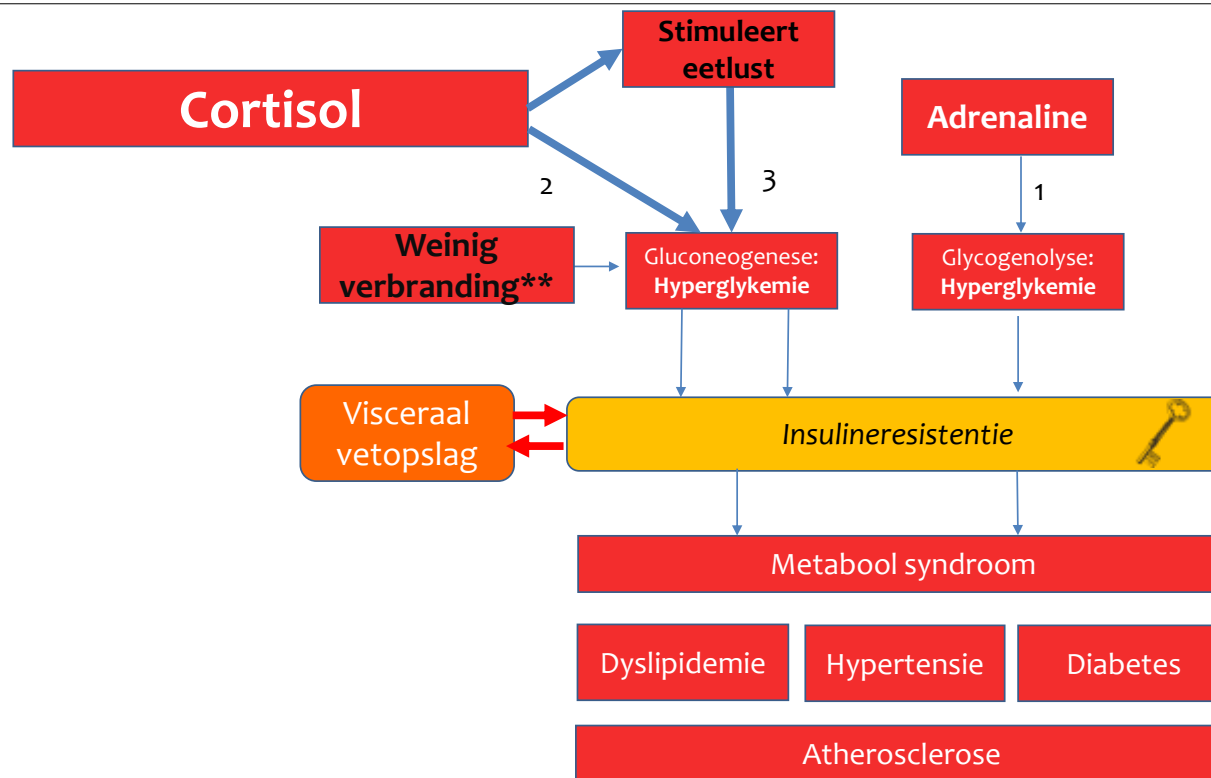 Stimuleert
eetlust
Cortisol
Adrenaline
2
3
1
Weinig
verbranding**
Gluconeogenese:
Hyperglykemie
Glycogenolyse:
Hyperglykemie
Visceraal
vetopslag
Insulineresistentie
Metabool syndroom
Dyslipidemie
Hypertensie
Diabetes
Atherosclerose